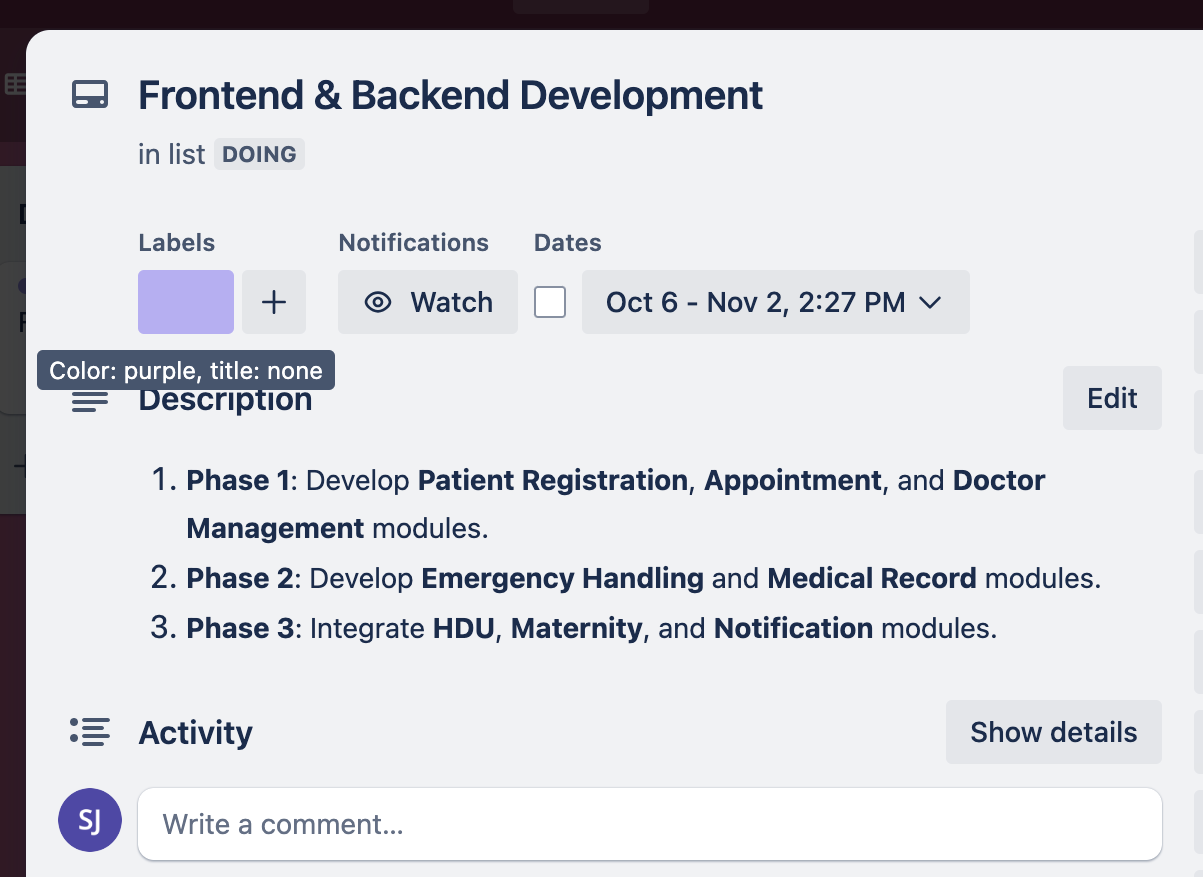 Frontend & Backend Development
in list DOING
Labels
Notifications
Dates
Watch
Oct 6 - Nov 2, 2:27 PM
Color: purple, title: none
Description
Edit
1. Phase 1: Develop Patient Registration, Appointment, and Doctor
Management modules.
2. Phase 2: Develop Emergency Handling and Medical Record modules.
3. Phase 3: Integrate HDU, Maternity, and Notification modules.
Activity
Show details
SJ
Write a comment…